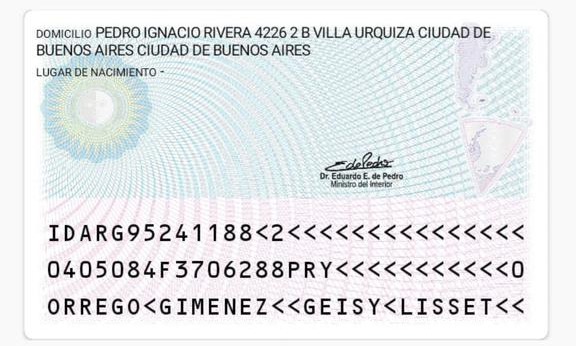 DOMICILIO PEDRO IGNACIO RIVERA 4226 2 B VILLA URQUIZA CIUDAD DE
BUENOS AIRES CIUDAD DE BUENOS AIRES
LUGAR DE NACIMIENTO -
Dr. Eduardo E. de Pedro
Ministro del Interior
IDARG95241188<2<<<<<<<<<<<<<<<
0405084F3706288PRY<<<<<<<<<<<0
ORREGO<GIMENEZ<<GEISY<LISSET<<